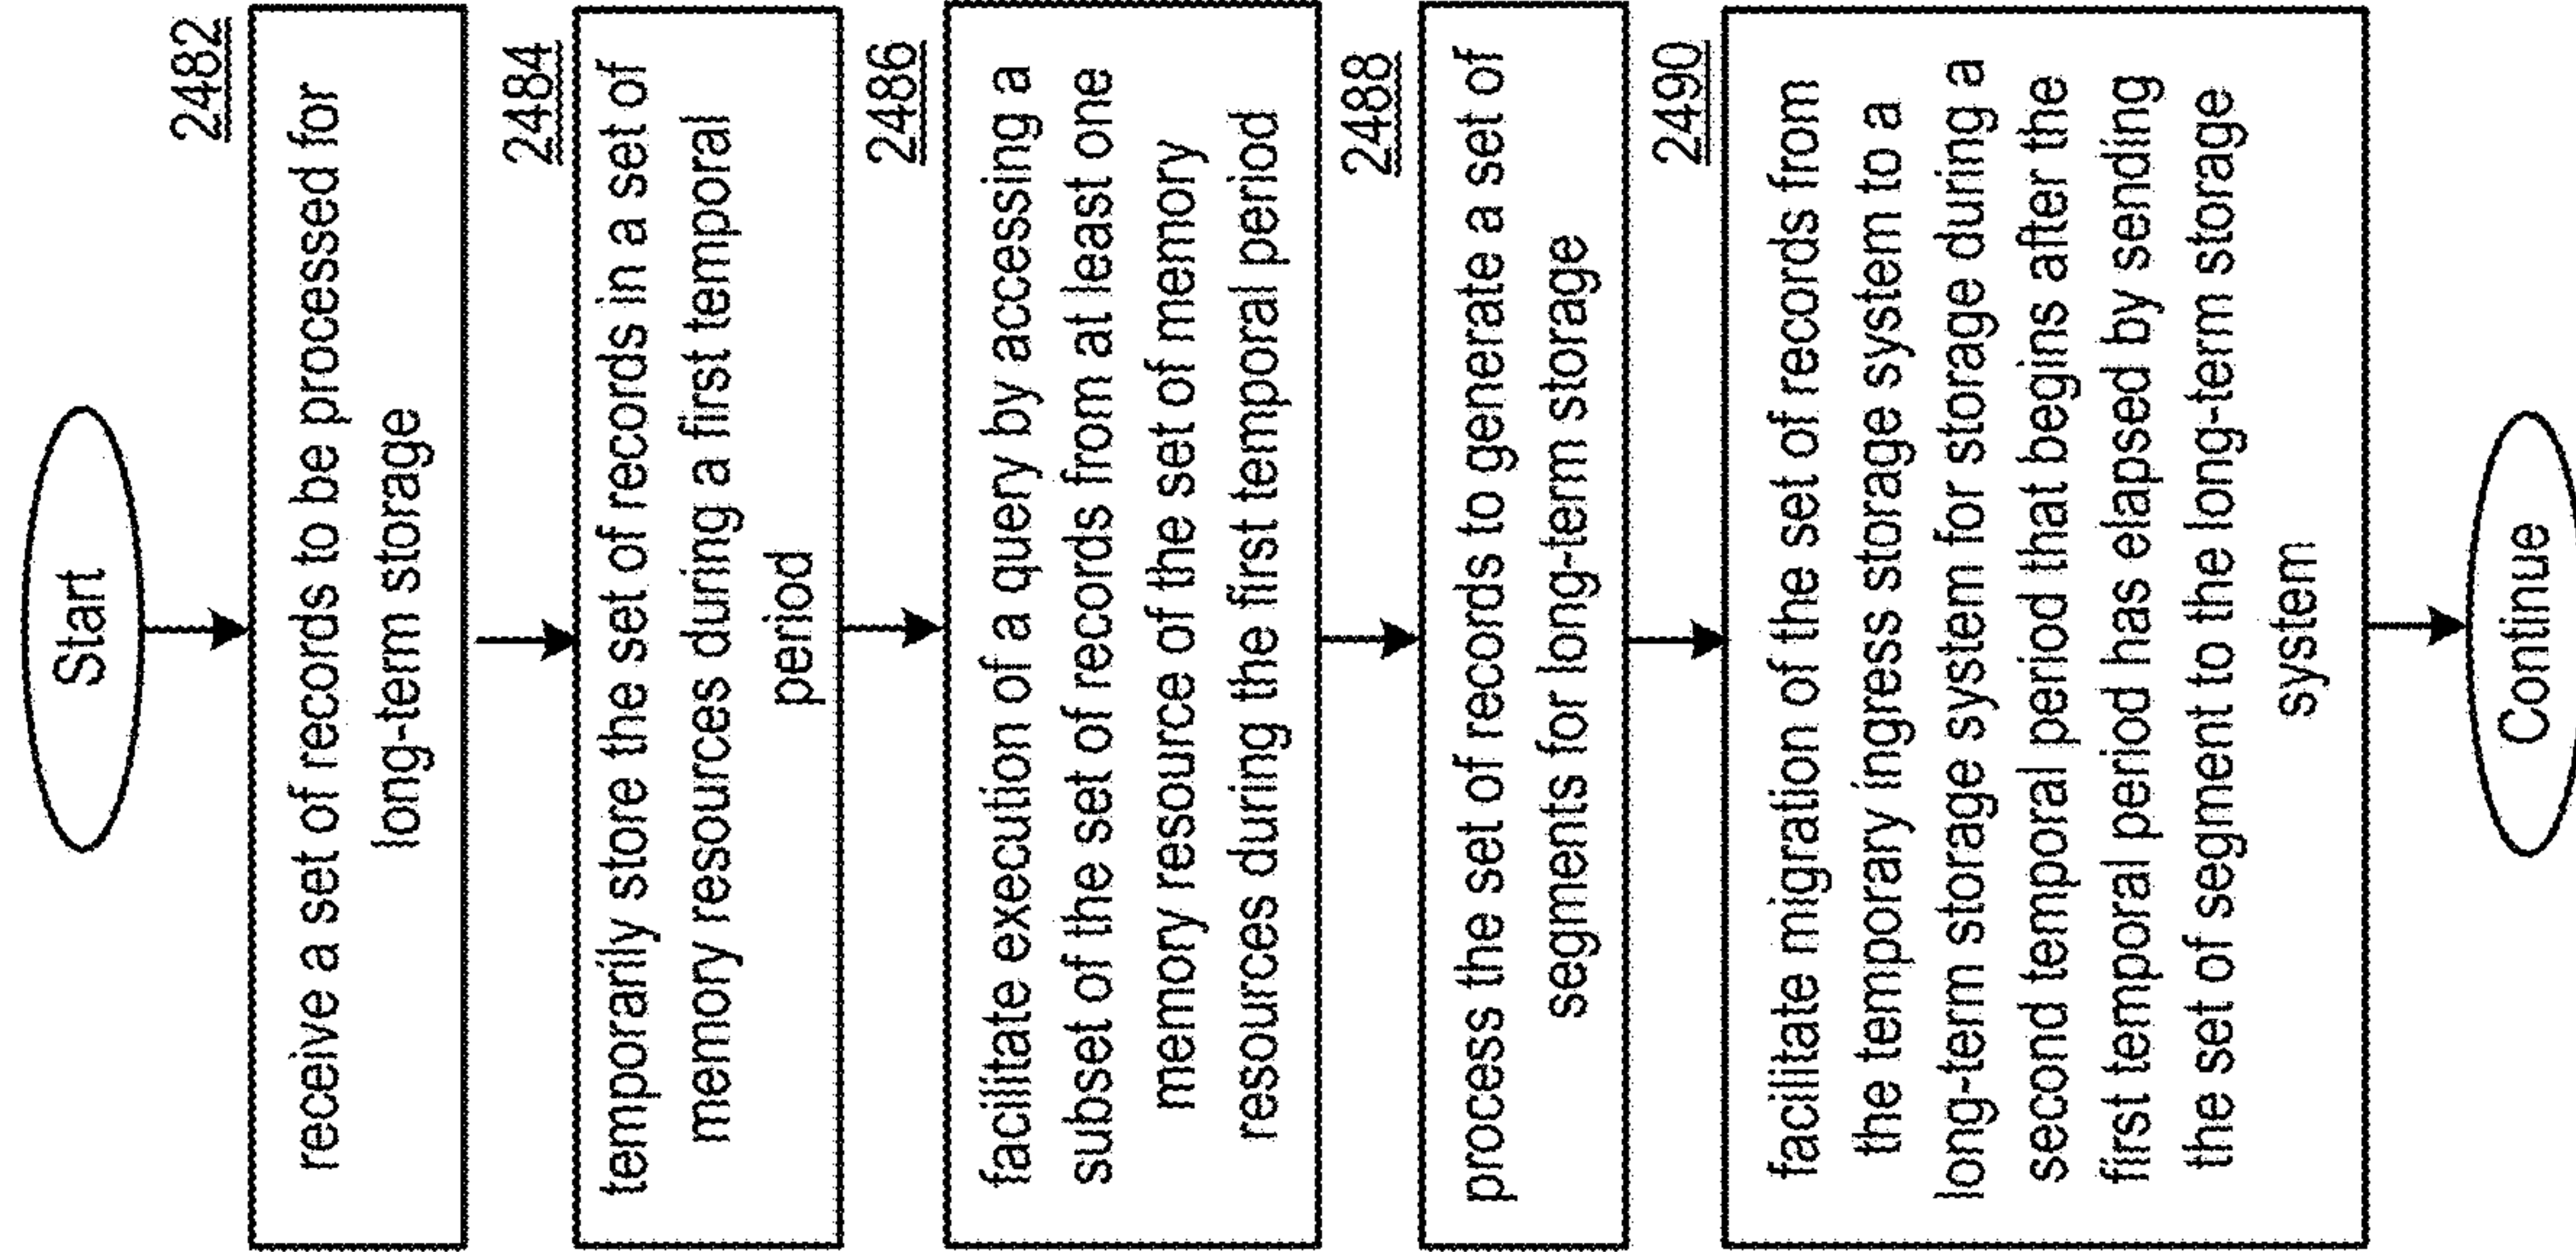 Start
2482
receive a set of records to be processed for
long-term storage
2484
temporarily store the set of records in a set of
memory resources during a first temporal
period
2486
facilitate execution of a query by accessing a
subset of the set of records from at least one
memory resource of the set of memory
resources during the first temporal period
2488
process the set of records to generate a set of
segments for long-term storage
2490
facilitate migration of the set of records from
the temporary ingress storage system to a
long-term storage system for storage during a
second temporal period that begins after the
first temporal period has elapsed by sending
the set of segment to the long-term storage
system
Continue